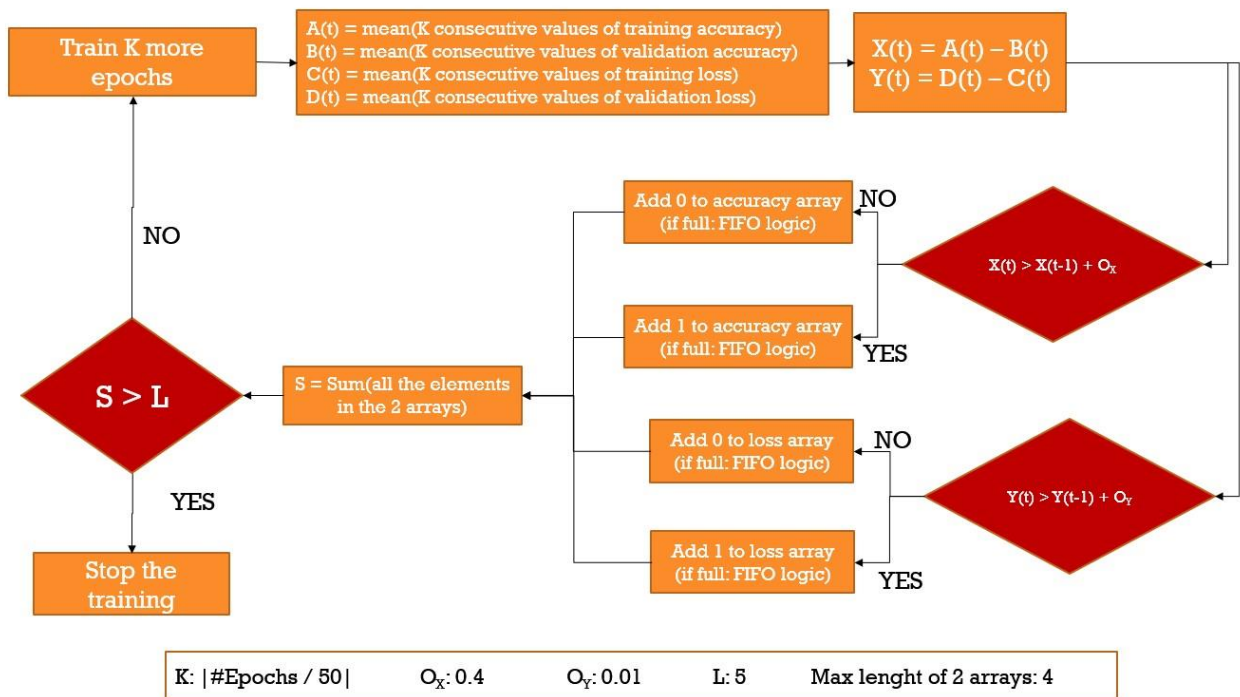 Train K more
epochs
A(t) = mean(K consecutive values of training accuracy)
B(t) = mean(K consecutive values of validation accuracy)
C(t) = mean(K consecutive values of training loss)
D(t) = mean(K consecutive values of validation loss)
X(t) = A(t) – B(t)
Y(t) = D(t) – C(t)
Add 0 to accuracy array
(if full: FIFO logic)
NO
X(t) > X(t-1) + OX
Add 1 to accuracy array
(if full: FIFO logic)
YES
NO
S > L
S = Sum(all the elements
in the 2 arrays)
Add 0 to loss array
(if full: FIFO logic)
NO
Y(t) > Y(t-1) + OY
Add 1 to loss array
(if full: FIFO logic)
YES
YES
Stop the
training
K: |#Epochs / 50| OX: 0.4 OY: 0.01 L: 5 Max lenght of 2 arrays: 4